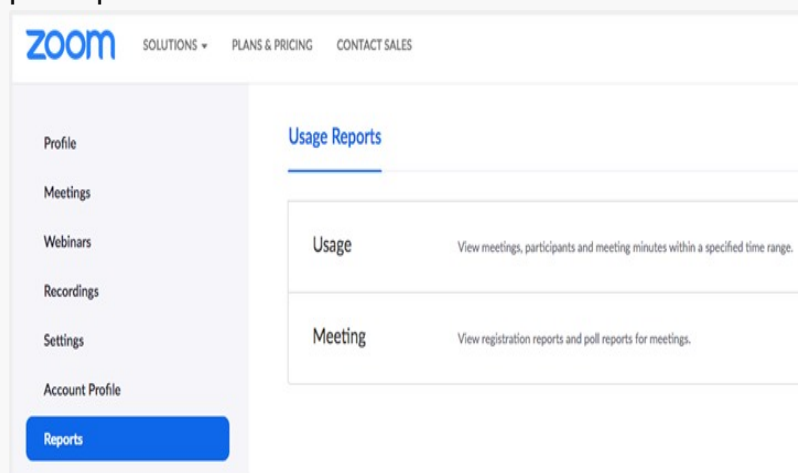 zoom SOLUTIONS ▾ PLANS & PRICING CONTACT SALES
Profile
Meetings
Webinars
Recordings
Settings
Account Profile
Reports
Usage Reports
Usage View meetings, participants and meeting minutes within a specified time range.
Meeting View registration reports and poll reports for meetings.